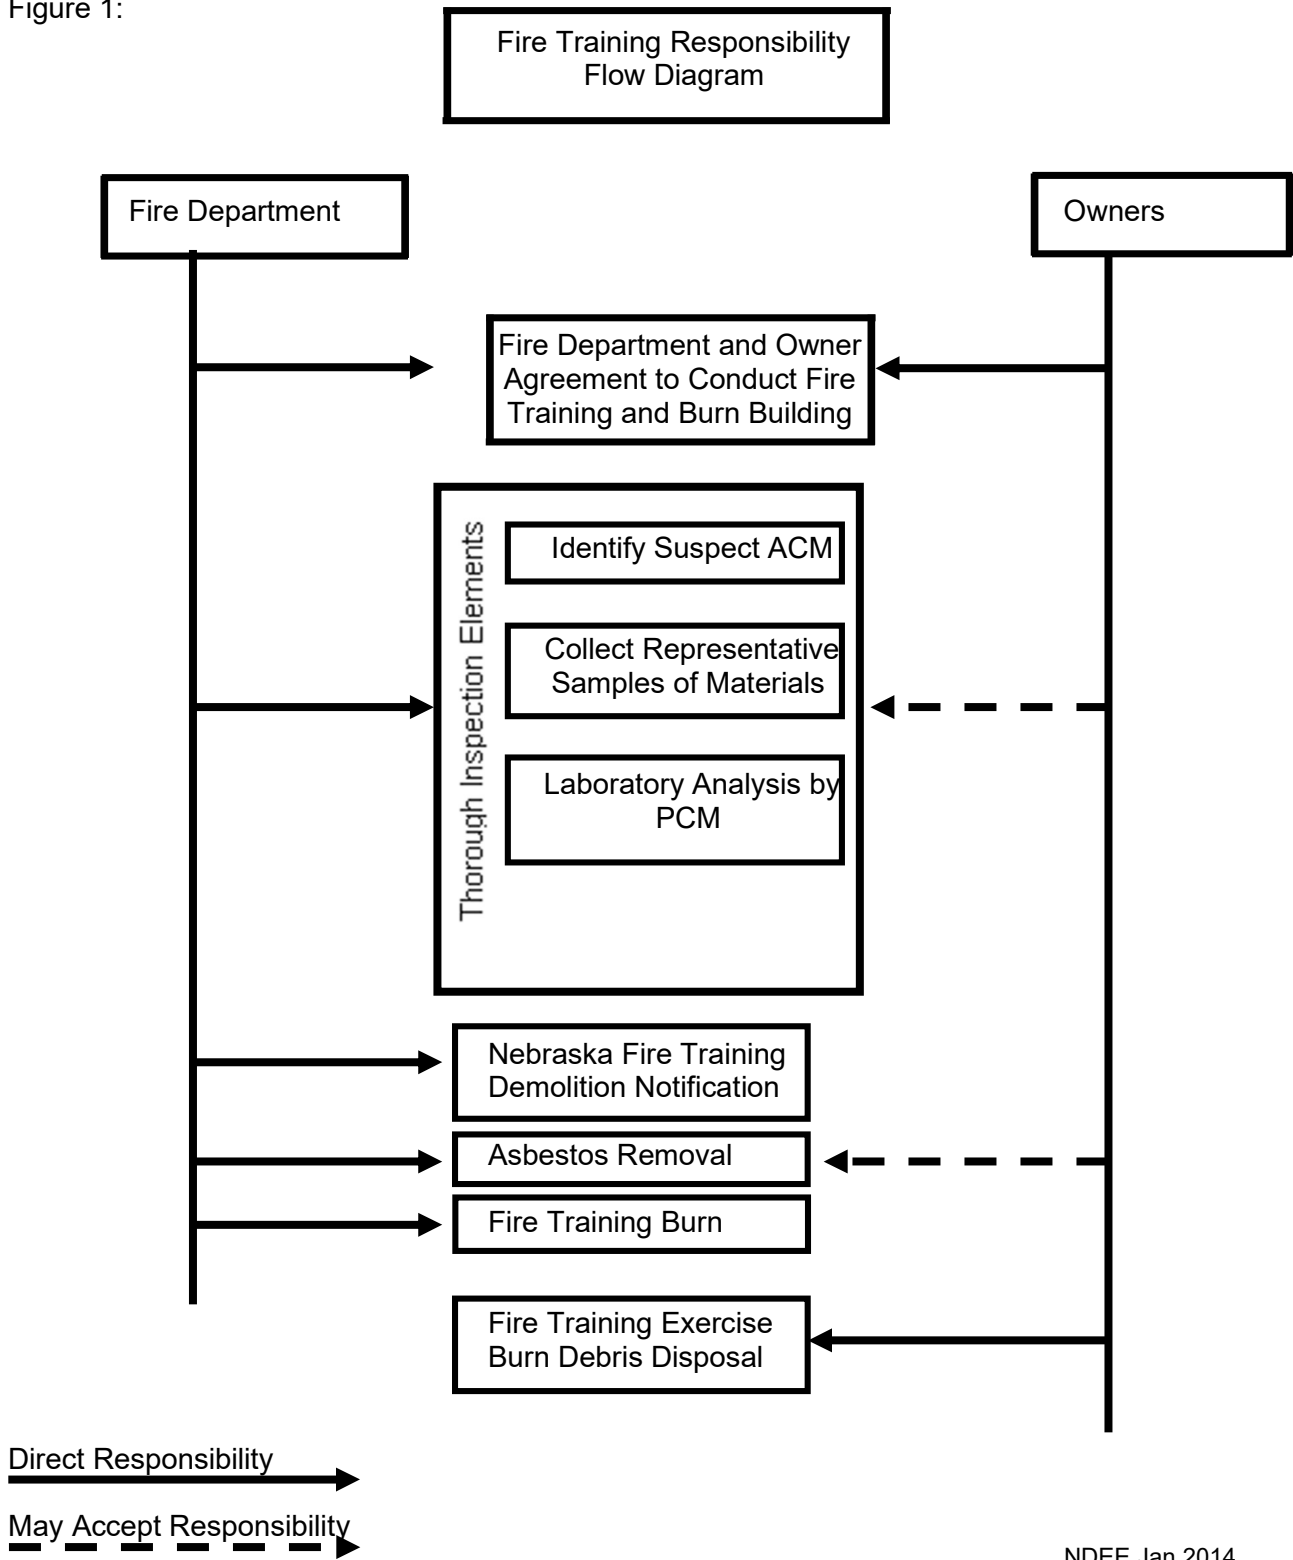 Figure 1:
Fire Training Responsibility
Flow Diagram
Fire Department
Owners
Fire Department and Owner
Agreement to Conduct Fire
Training and Burn Building
Thorough Inspection Elements
Identify Suspect ACM
Collect Representative
Samples of Materials
Laboratory Analysis by
PCM
Nebraska Fire Training
Demolition Notification
Asbestos Removal
Fire Training Burn
Fire Training Exercise
Burn Debris Disposal
Direct Responsibility
May Accept Responsibility
NDEE Jan 2014